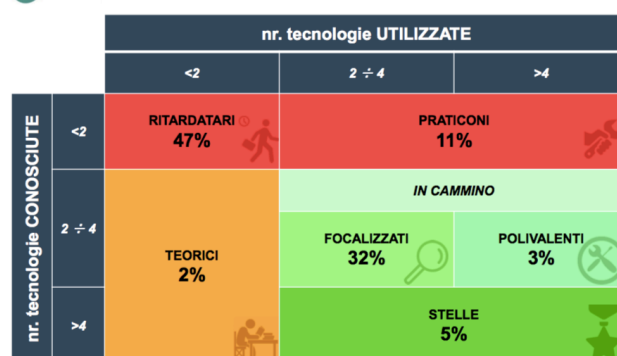 nr. tecnologie UTILIZZATE
<2
2 ÷ 4
>4
nr. tecnologie CONOSCIUTE
<2
RITARDATARI
47%
PRATICONI
11%
2 ÷ 4
TEORICI
2%
IN CAMMINO
FOCALIZZATI
32%
POLIVALENTI
3%
>4
STELLE
5%